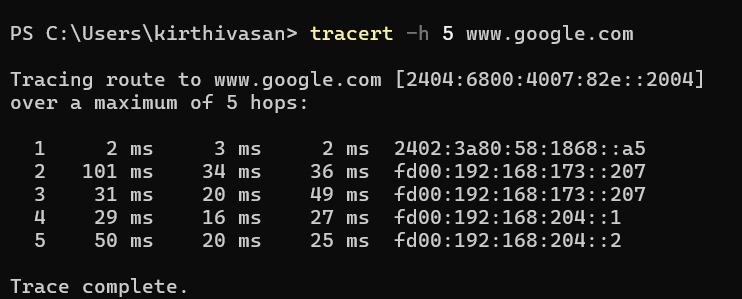 PS C:\Users\kirthivasan> tracert -h 5 www.google.com
Tracing route to www.google.com [2404:6800:4007:82e::2004]
over a maximum of 5 hops:
1 2 ms 3 ms 2 ms 2402:3a80:58:1868::a5
2 101 ms 34 ms 36 ms fd00:192:168:173::207
3 31 ms 20 ms 49 ms fd00:192:168:173::207
4 29 ms 16 ms 27 ms fd00:192:168:204::1
5 50 ms 20 ms 25 ms fd00:192:168:204::2
Trace complete.